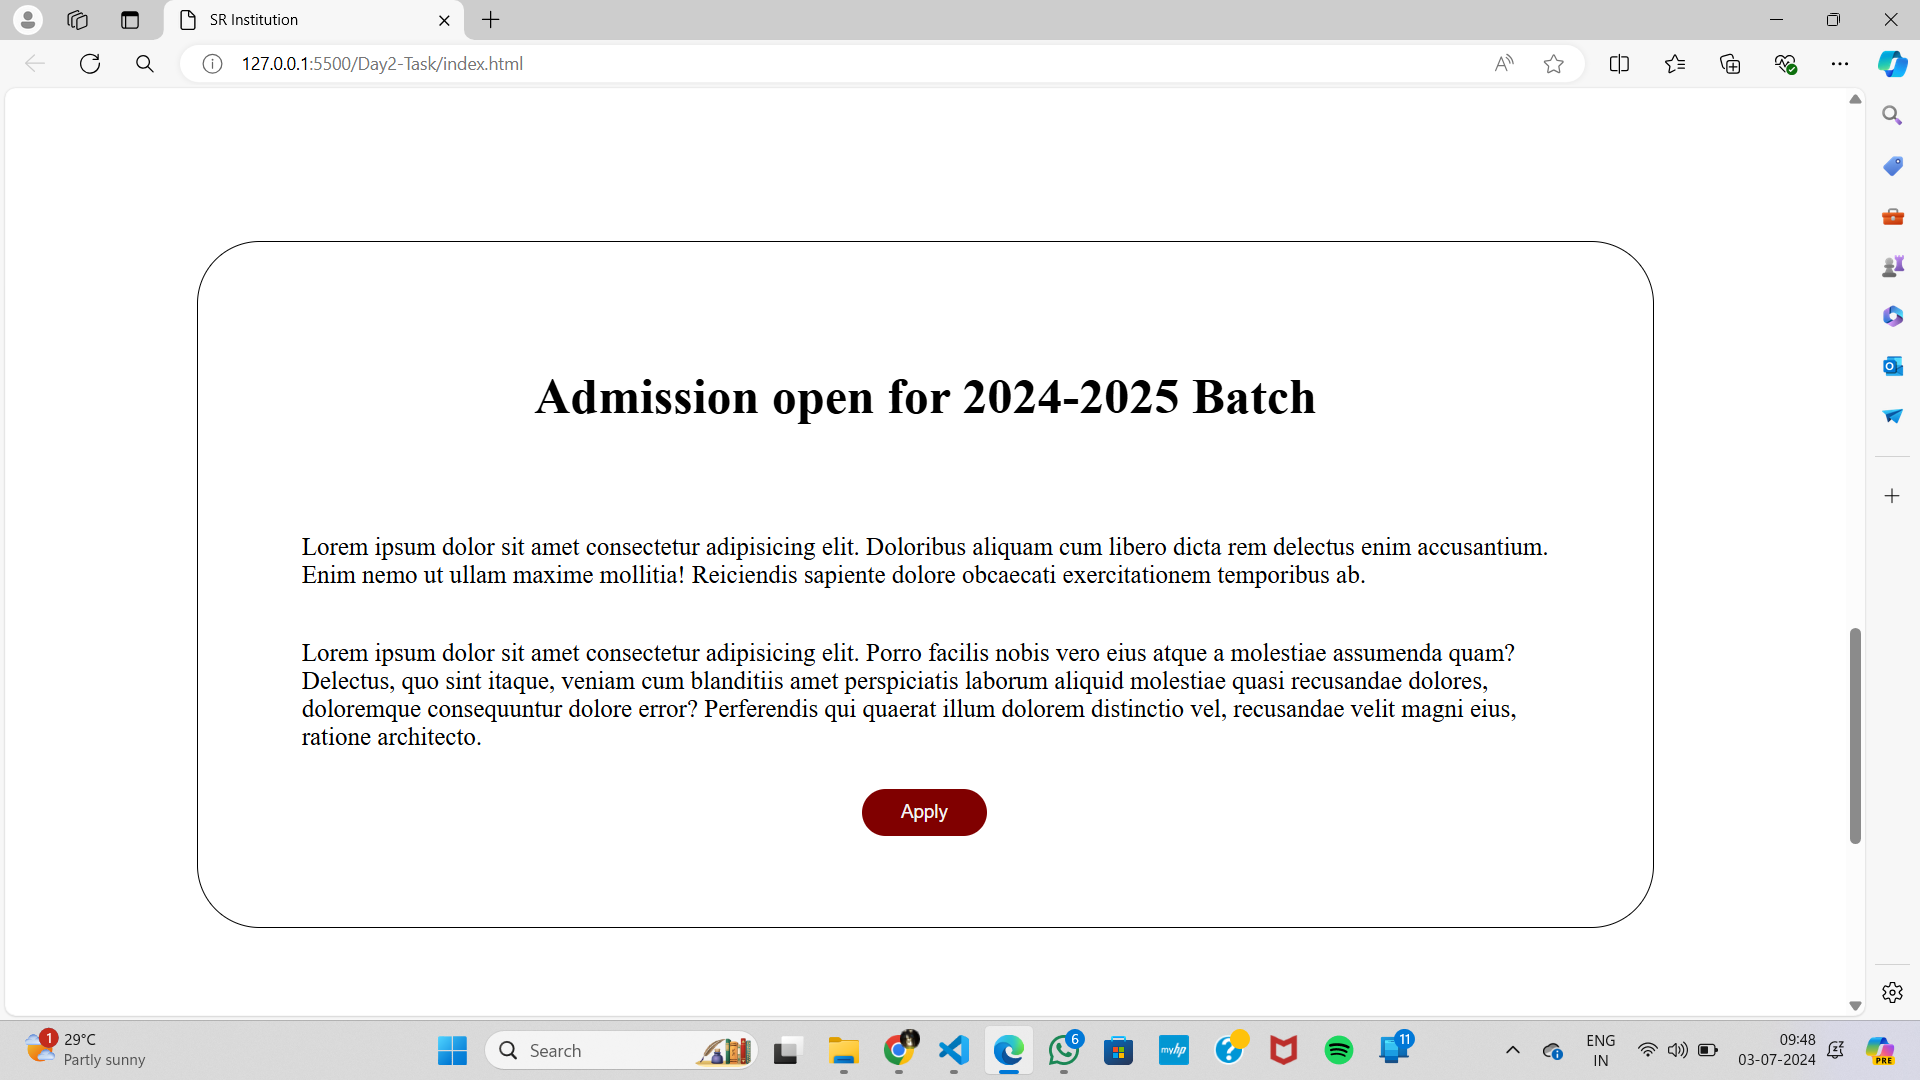 SR Institution
127.0.0.1:5500/Day2-Task/index.html
Admission open for 2024-2025 Batch
Lorem ipsum dolor sit amet consectetur adipisicing elit. Doloribus aliquam cum libero dicta rem delectus enim accusantium.
Enim nemo ut ullam maxime mollitia! Reiciendis sapiente dolore obcaecati exercitationem temporibus ab.
Lorem ipsum dolor sit amet consectetur adipisicing elit. Porro facilis nobis vero eius atque a molestiae assumenda quam?
Delectus, quo sint itaque, veniam cum blanditiis amet perspiciatis laborum aliquid molestiae quasi recusandae dolores,
doloremque consequuntur dolore error? Perferendis qui quaerat illum dolorem distinctio vel, recusandae velit magni eius,
ratione architecto.
Apply
1
29°C
Partly sunny
Search
6
myhp
11
ENG
IN
09:48
03-07-2024
PRE